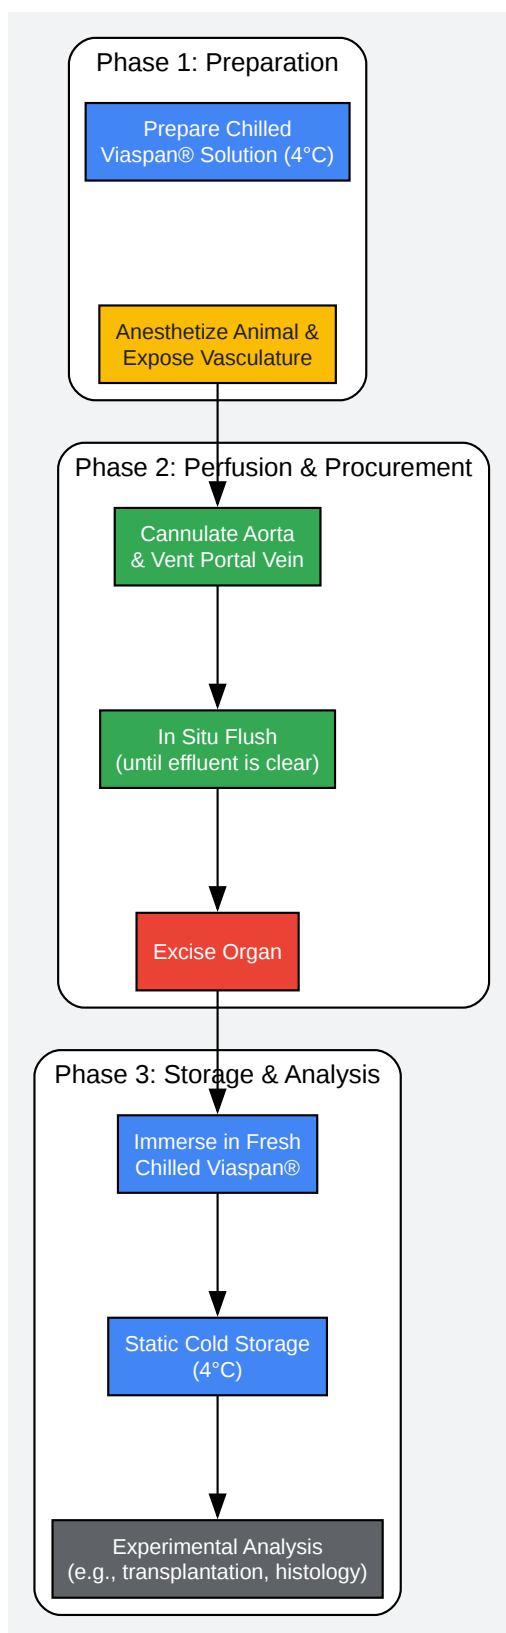 Phase 1: Preparation
Prepare Chilled
Viaspan® Solution (4°C)
Anesthetize Animal &
Expose Vasculature
Phase 2: Perfusion & Procurement
Cannulate Aorta
& Vent Portal Vein
In Situ Flush
(until effluent is clear)
Excise Organ
Phase 3: Storage & Analysis
Immerse in Fresh
Chilled Viaspan®
Static Cold Storage
(4°C)
Experimental Analysis
(e.g., transplantation, histology)